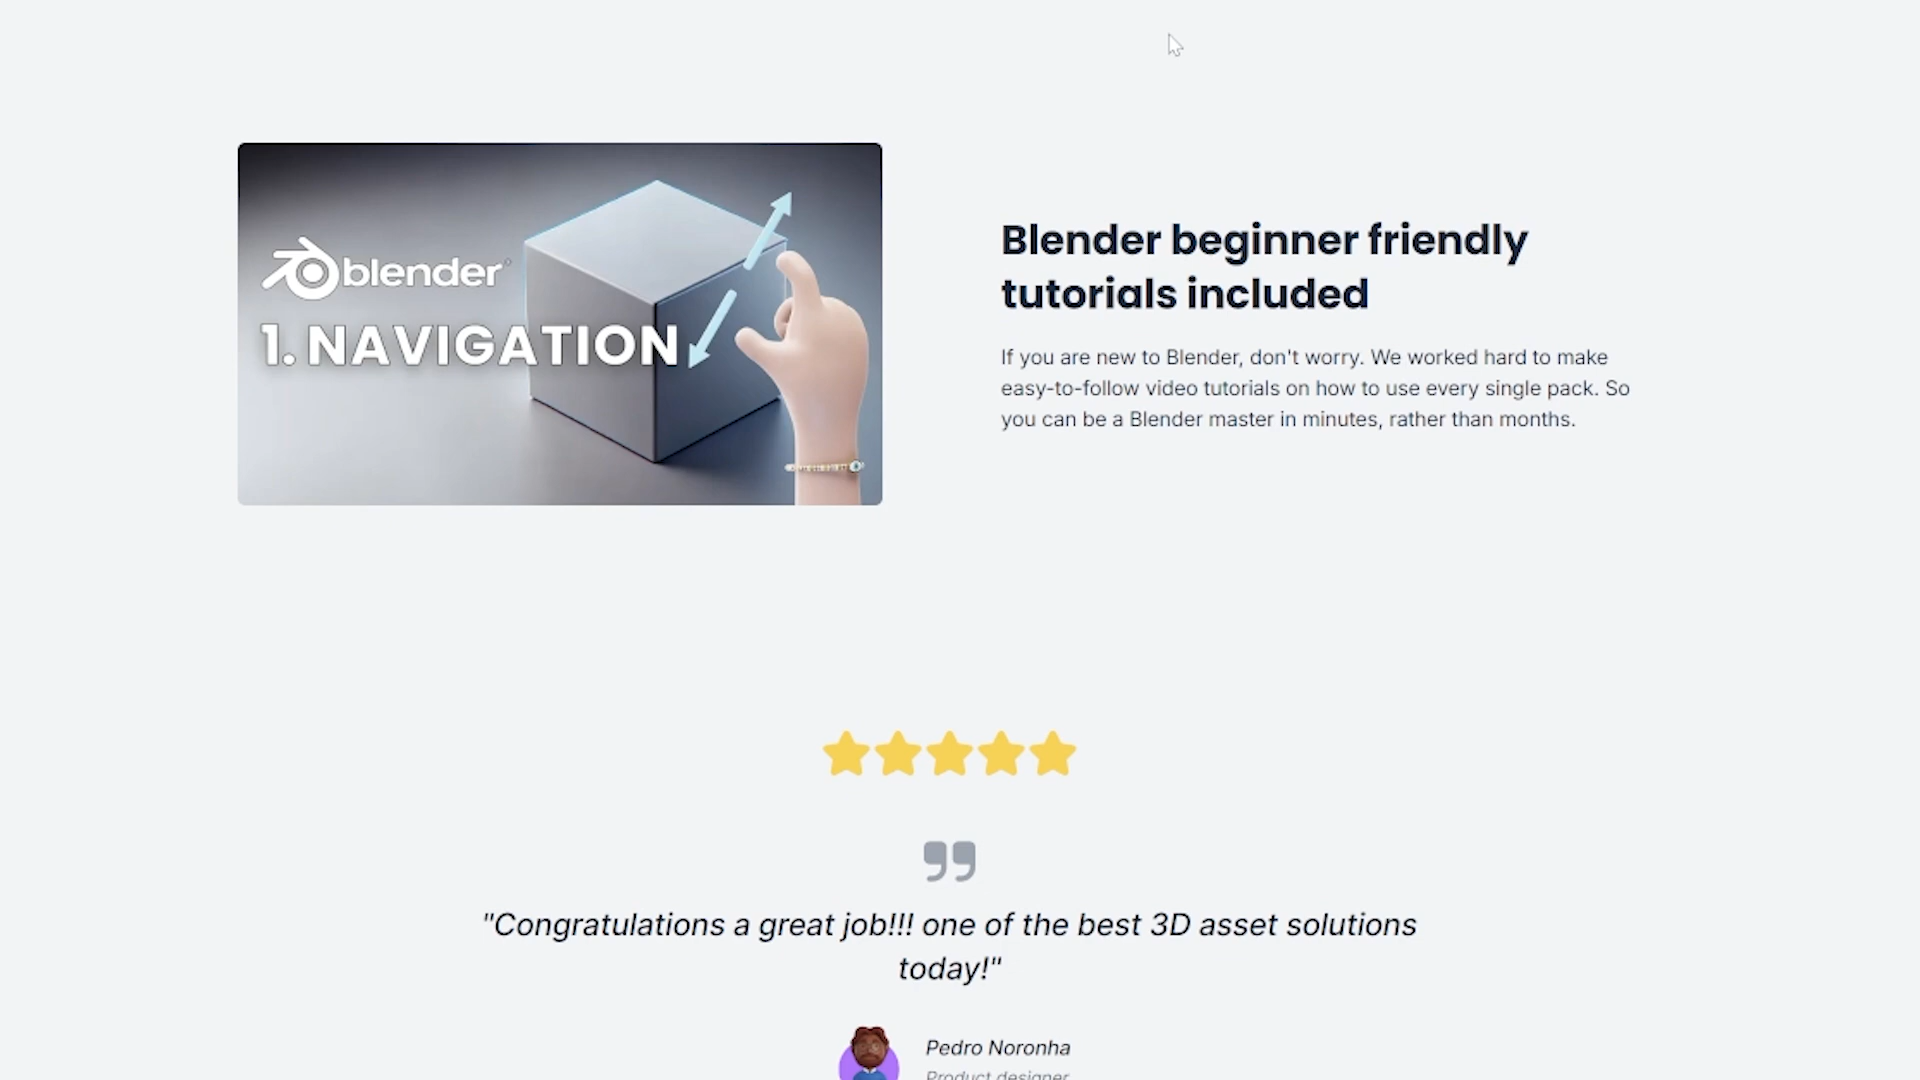 blender
1. NAVIGATION
Blender beginner friendly
tutorials included
If you are new to Blender, don't worry. We worked hard to make
easy-to-follow video tutorials on how to use every single pack. So
you can be a Blender master in minutes, rather than months.
"Congratulations a great job!!! one of the best 3D asset solutions
today!"
Pedro Noronha
Product designer